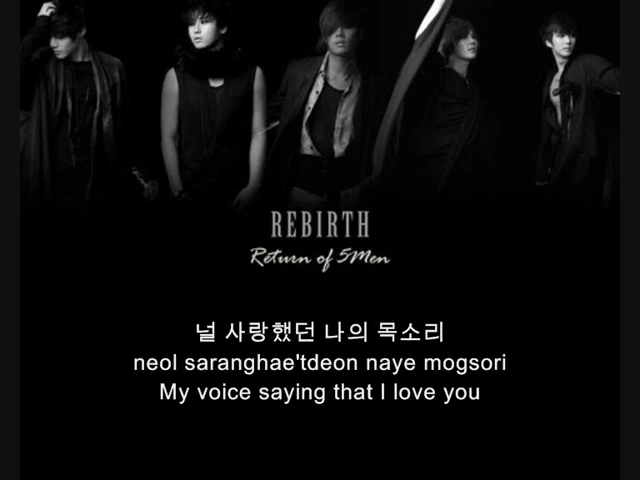 REBIRTH
Return of 5Men
널 사랑했던 나의 목소리
neol saranghae'tdeon naye mogsori
My voice saying that I love you